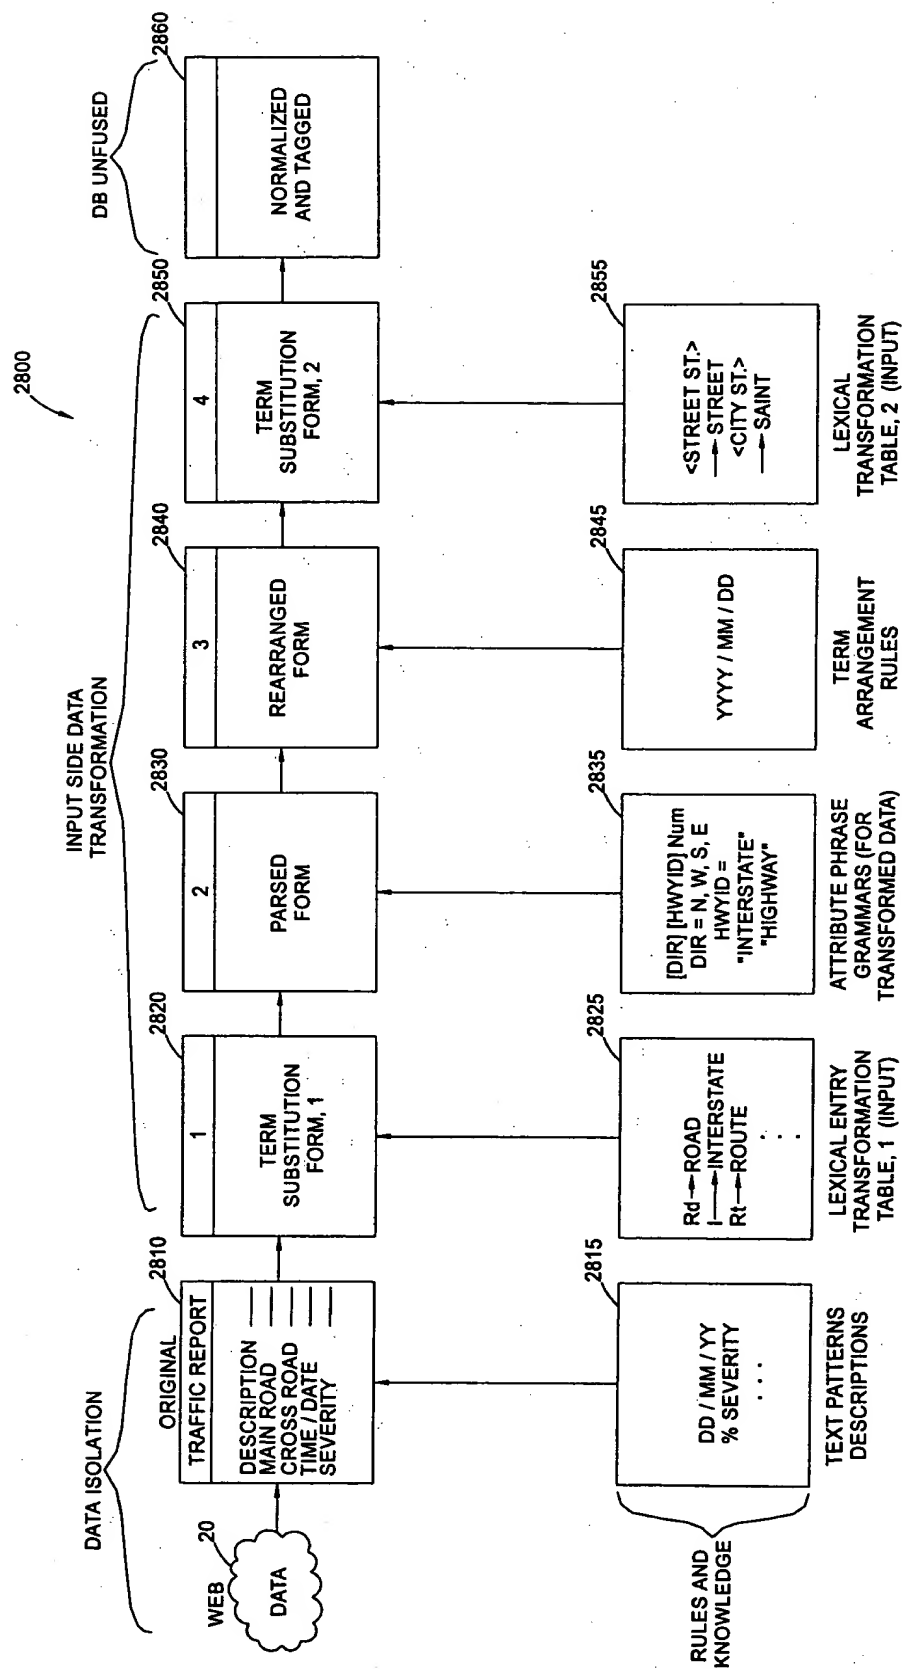 2800
DATA ISOLATION
INPUT SIDE DATA
TRANSFORMATION
DB UNFUSED
WEB
20
DATA
ORIGINAL
2810
TRAFFIC REPORT
DESCRIPTION
MAIN ROAD
CROSS ROAD
TIME / DATE
SEVERITY
2820
1
TERM
SUBSTITUTION
FORM, 1
2830
2
PARSED
FORM
2840
3
REARRANGED
FORM
2850
4
TERM
SUBSTITUTION
FORM, 2
2860
NORMALIZED
AND TAGGED
RULES AND
KNOWLEDGE
2815
DD / MM / YY
% SEVERITY
. . .
TEXT PATTERNS
DESCRIPTIONS
2825
Rd→ROAD
I→INTERSTATE
Rt→ROUTE
. . .
LEXICAL ENTRY
TRANSFORMATION
TABLE, 1 (INPUT)
2835
[DIR] [HWYID] Num
DIR = N, W, S, E
HWYID =
"INTERSTATE"
"HIGHWAY"
ATTRIBUTE PHRASE
GRAMMARS (FOR
TRANSFORMED DATA)
2845
YYYY / MM / DD
TERM
ARRANGEMENT
RULES
2855
<STREET ST.>
→ STREET
<CITY ST.>
→ SAINT
LEXICAL
TRANSFORMATION
TABLE, 2 (INPUT)